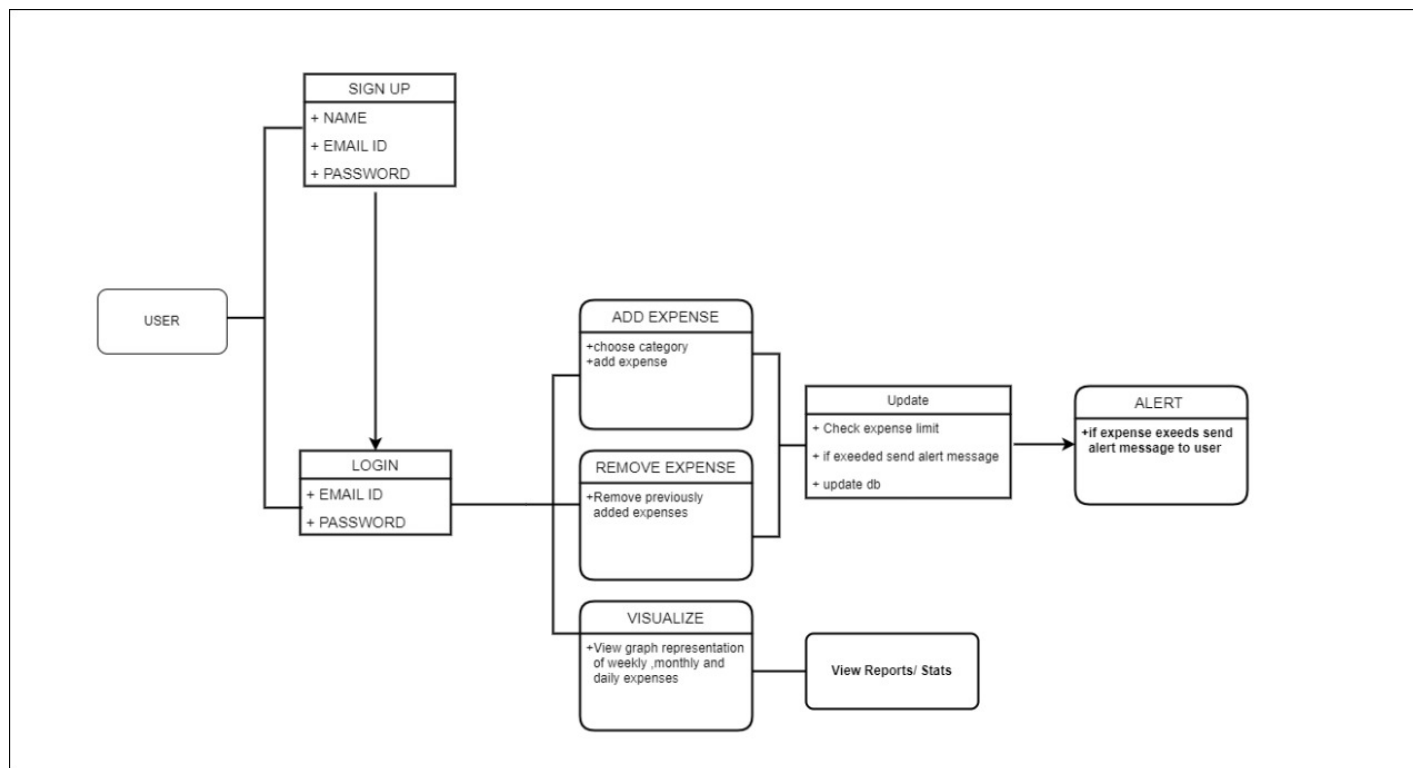 SIGN UP
+ NAME
+ EMAIL ID
+ PASSWORD
USER
LOGIN
+ EMAIL ID
+ PASSWORD
ADD EXPENSE
+choose category
+add expense
REMOVE EXPENSE
+Remove previously
added expenses
VISUALIZE
+View graph representation
of weekly ,monthly and
daily expenses
Update
+ Check expense limit
+ if exeeded send alert message
+ update db
ALERT
+if expense exeeds send
alert message to user
View Reports/ Stats